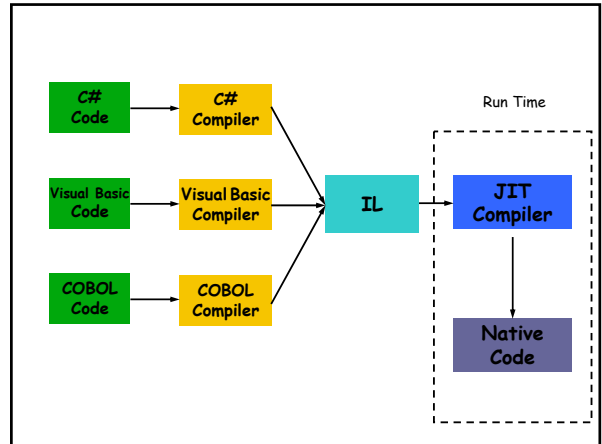 C#
Code
C#
Compiler
Run Time
Visual Basic
Code
Visual Basic
Compiler
IL
JIT
Compiler
COBOL
Code
COBOL
Compiler
Native
Code